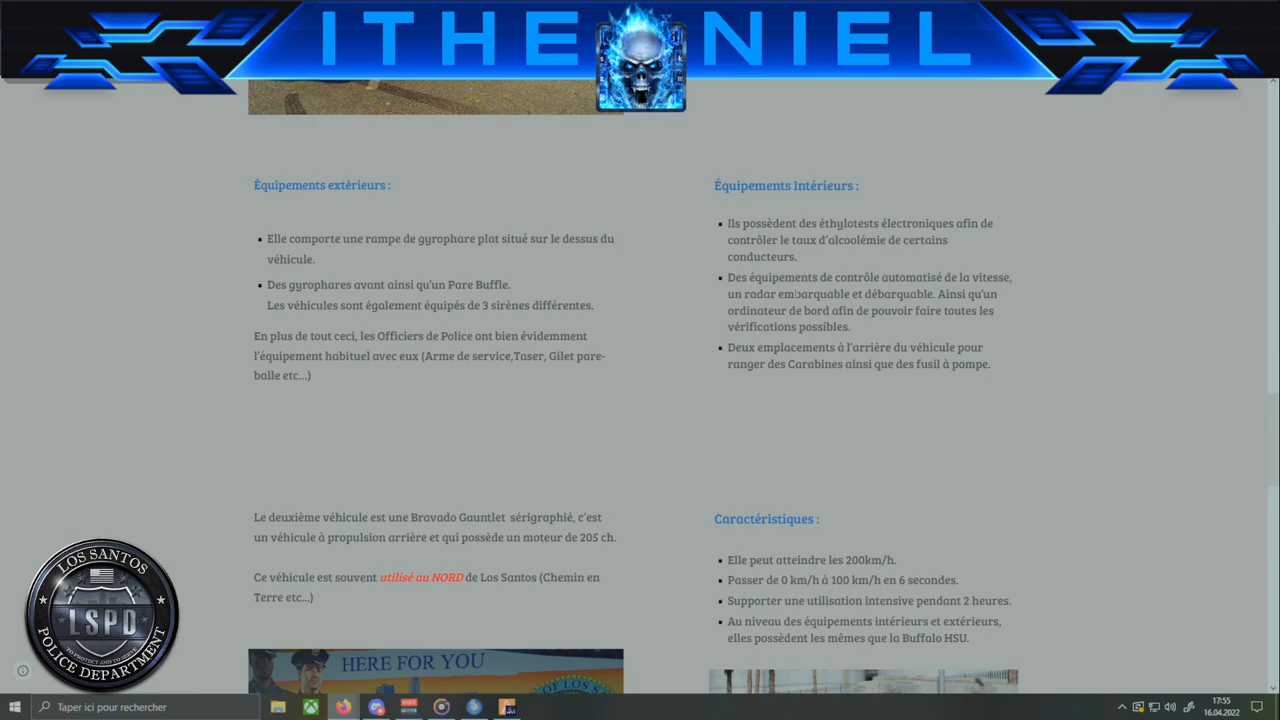 ITHE NIEL
Équipements extérieurs :
Elle comporte une rampe de gyrophare plat situé sur le dessus du
véhicule.
Des gyrophares avant ainsi qu'un Pare Buffle.
Les véhicules sont également équipés de 3 sirènes différentes.
En plus de tout ceci, les Officiers de Police ont bien évidemment
l'équipement habituel avec eux (Arme de service,Taser, Gilet pare-
balle etc...)
Équipements Intérieurs :
Ils possèdent des éthylotests électroniques afin de
contrôler le taux d'alcoolémie de certains
conducteurs.
Des équipements de contrôle automatisé de la vitesse,
un radar embarquable et débarquable. Ainsi qu'un
ordinateur de bord afin de pouvoir faire toutes les
vérifications possibles.
Deux emplacements à l'arrière du véhicule pour
ranger des Carabines ainsi que des fusil à pompe.
Le deuxième véhicule est une Bravado Gauntlet sérigraphié, c'est
un véhicule à propulsion arrière et qui possède un moteur de 205 ch.
Ce véhicule est souvent utilisé au NORD de Los Santos (Chemin en
Terre etc...)
Caractéristiques :
Elle peut atteindre les 200km/h.
Passer de 0 km/h à 100 km/h en 6 secondes.
Supporter une utilisation intensive pendant 2 heures.
Au niveau des équipements intérieurs et extérieurs,
elles possèdent les mêmes que la Buffalo HSU.
LOS SANTOS
LSPD
TO PROTECT AND TO SERVE
POLICE DEPARTMENT
HERE FOR YOU
Taper ici pour rechercher
17:55
16.04.2022